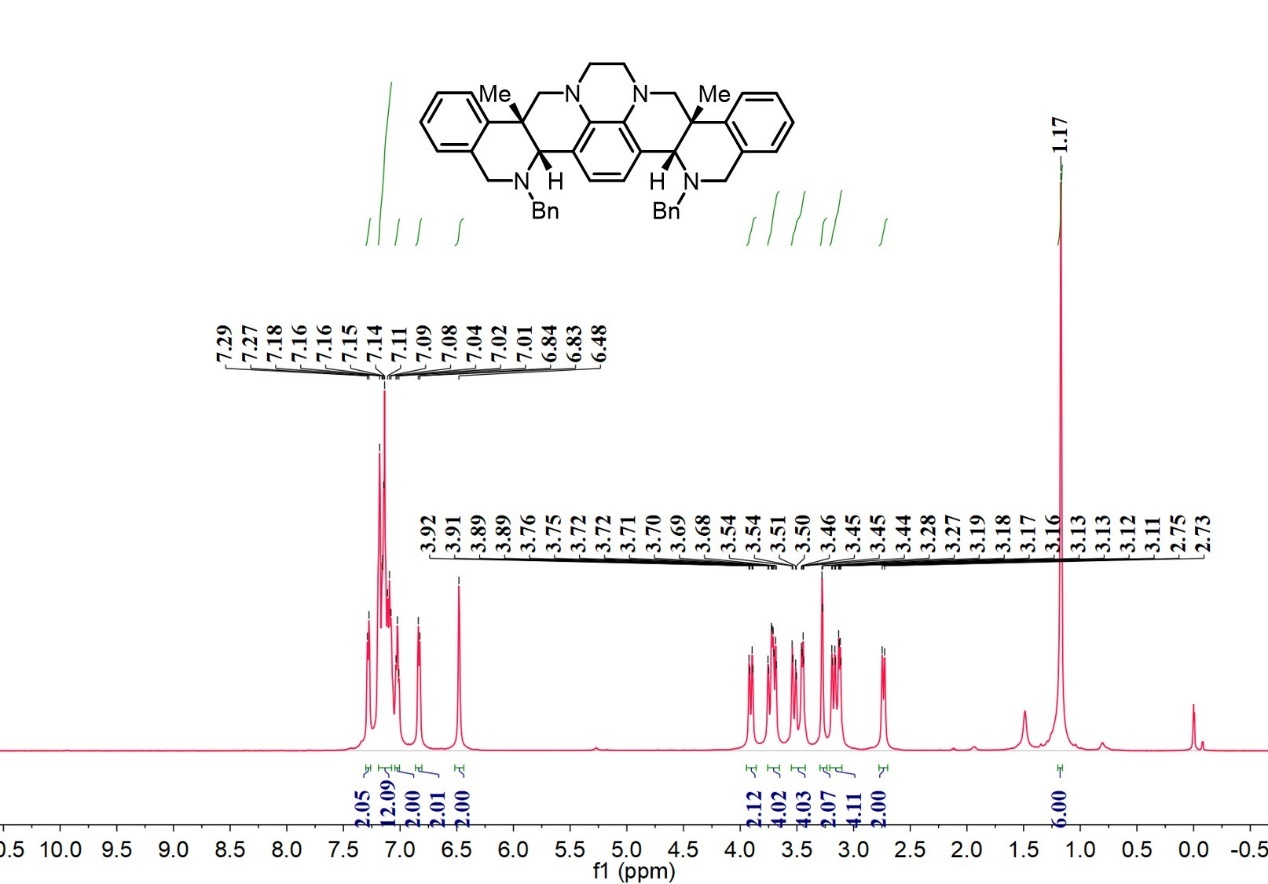 Me N N Me
N H H N
Bn Bn
1.17
7.29 7.27 7.18 7.16 7.16 7.15 7.14 7.11 7.09 7.08 7.04 7.02 7.01 6.84 6.83 6.48
3.92 3.91 3.89 3.89 3.76 3.75 3.72 3.72 3.71 3.70 3.69 3.68 3.54 3.54 3.51 3.50 3.46 3.45 3.45 3.44 3.28 3.27 3.19 3.18 3.17 3.16 3.13 3.13 3.12 3.11 2.75 2.73
2.05 12.09 2.00 2.01 2.00 2.12 4.02 4.03 2.07 4.11 2.00 6.00
0.5 10.0 9.5 9.0 8.5 8.0 7.5 7.0 6.5 6.0 5.5 5.0 4.5 4.0 3.5 3.0 2.5 2.0 1.5 1.0 0.5 0.0 -0.5
f1 (ppm)